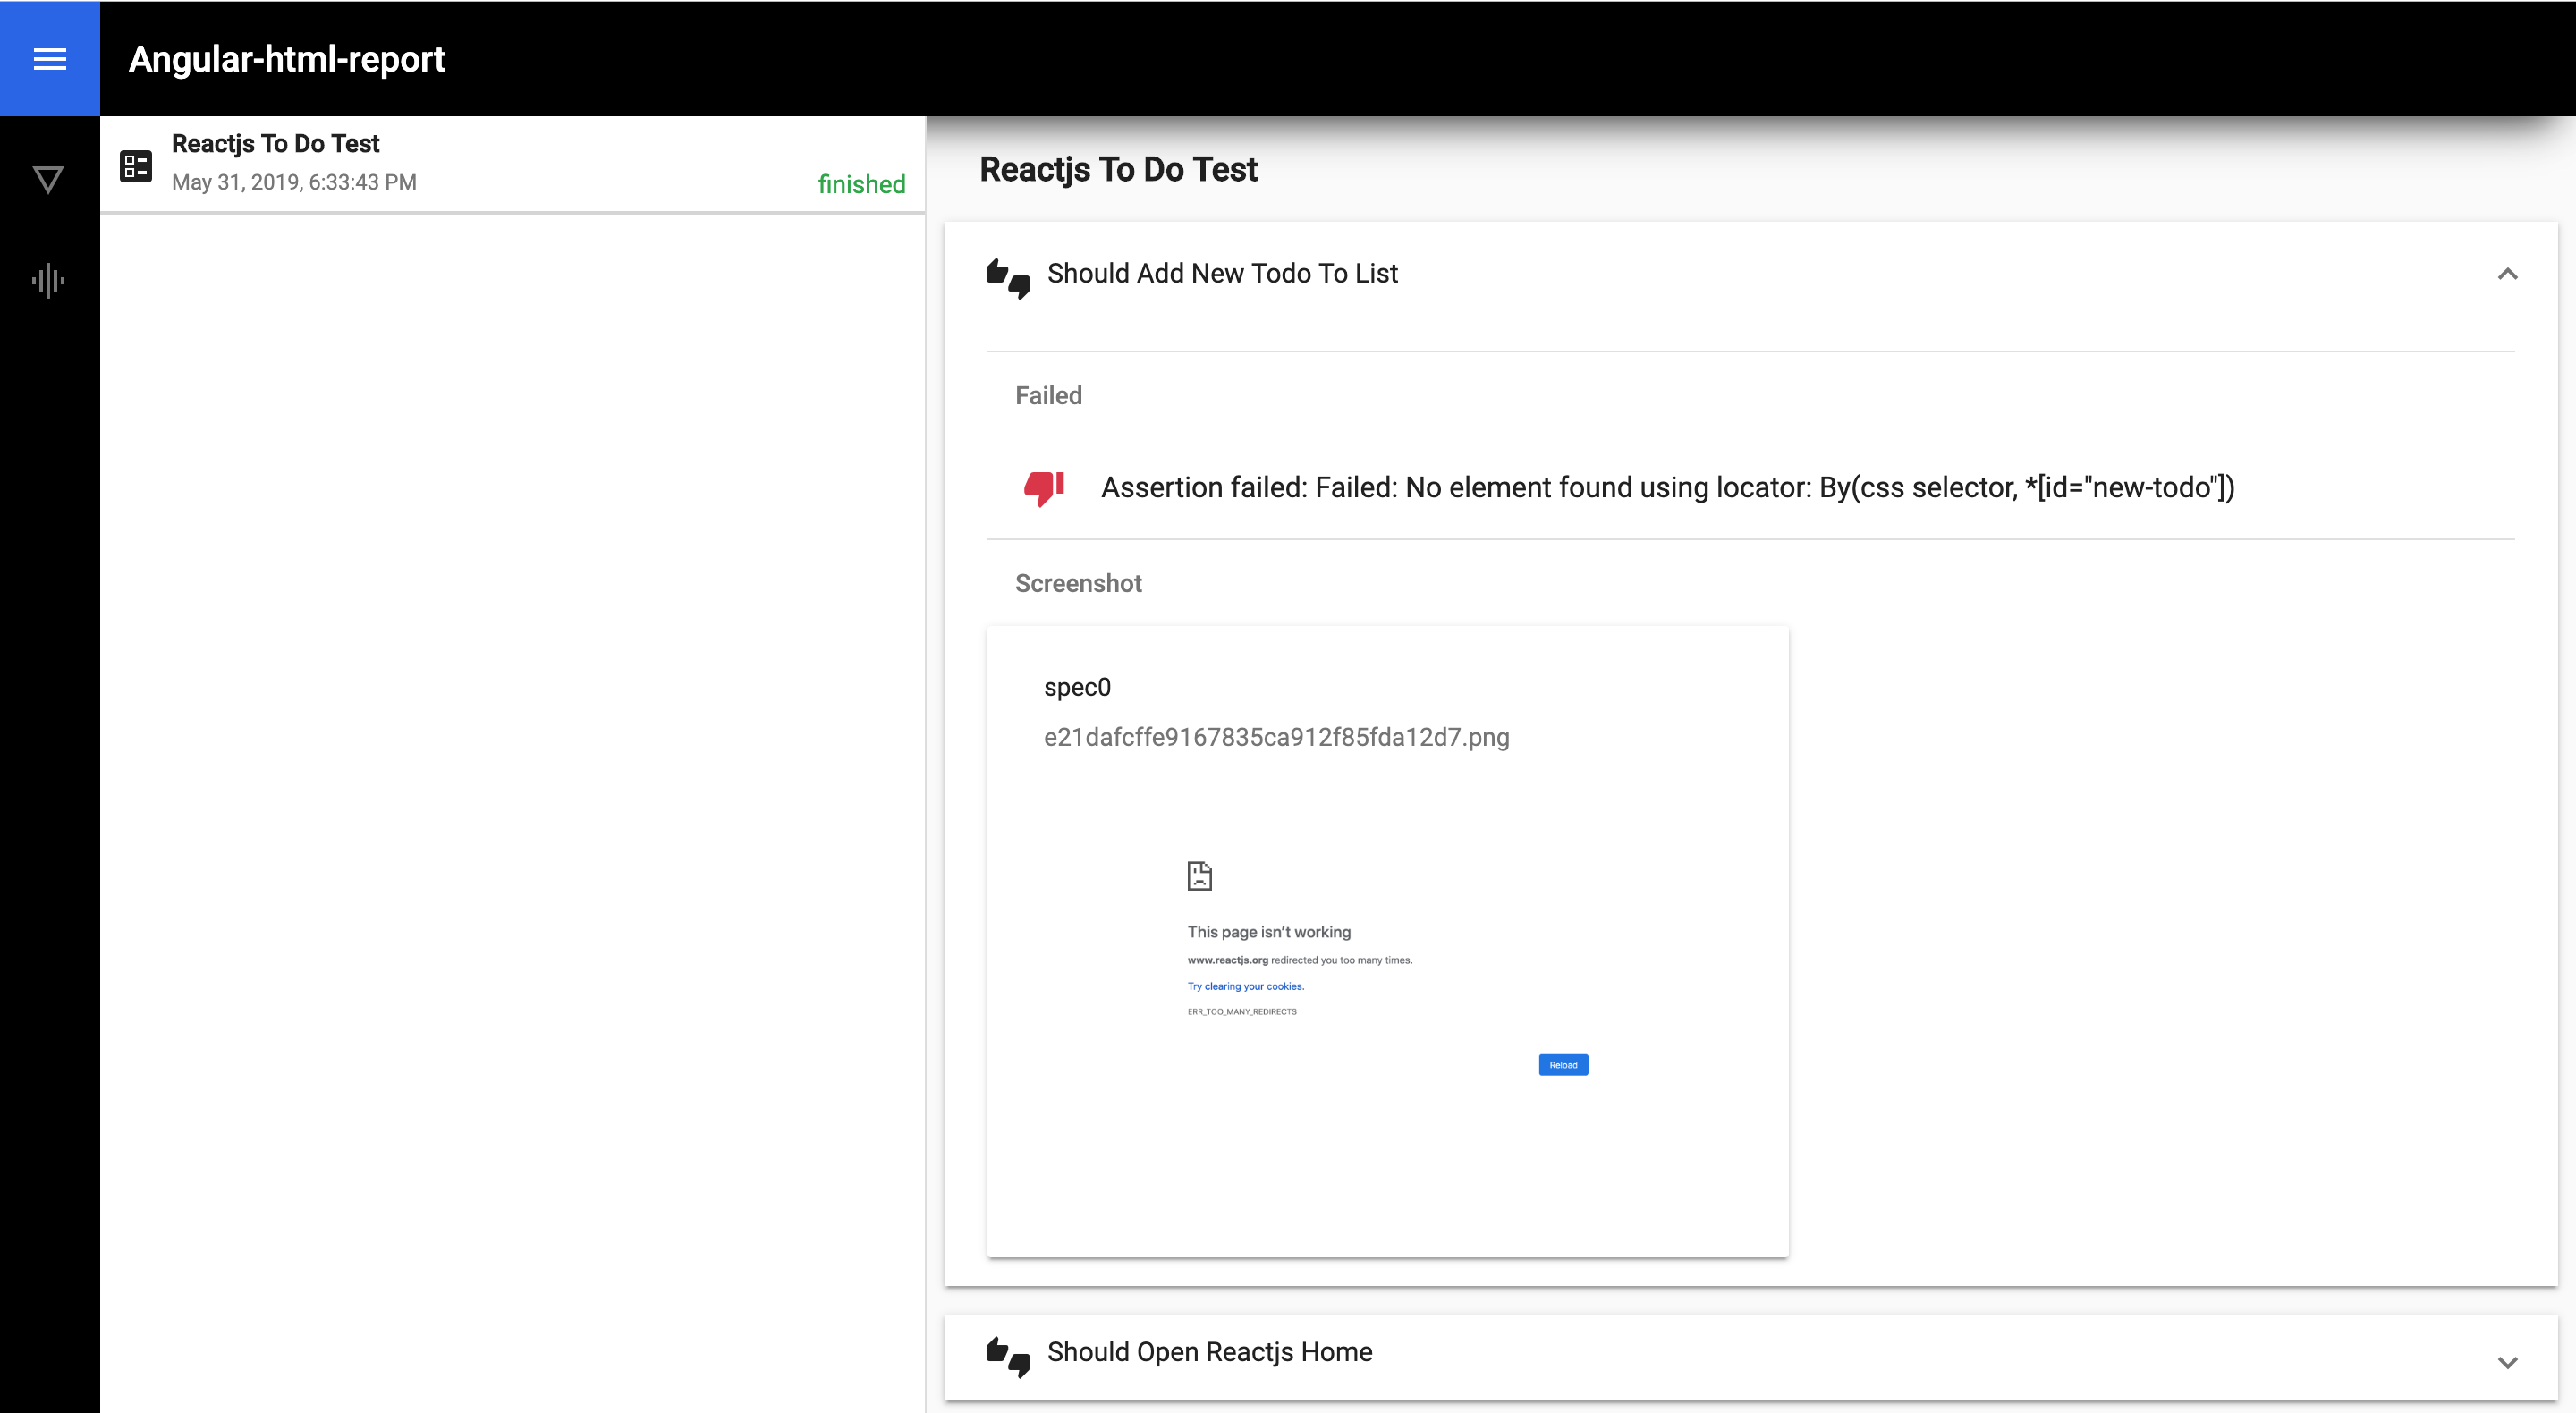 Angular-html-report
Reactjs To Do Test
May 31, 2019, 6:33:43 PM
finished
Reactjs To Do Test
Should Add New Todo To List
Failed
Assertion failed: Failed: No element found using locator: By(css selector, *[id="new-todo"])
Screenshot
spec0
e21dafcffe9167835ca912f85fda12d7.png
This page isn’t working
www.reactjs.org redirected you too many times.
Try clearing your cookies.
ERR_TOO_MANY_REDIRECTS
Reload
Should Open Reactjs Home